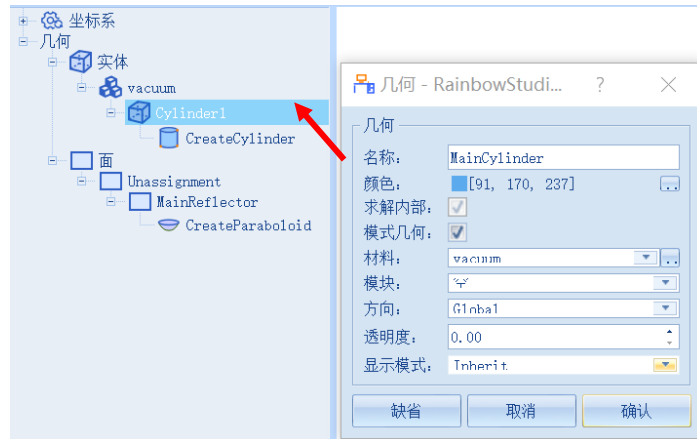 坐标系
几何
实体
vacuum
Cylinder1
CreateCylinder
面
Unassignment
MainReflector
CreateParaboloid
几何 - RainbowStudi... ?
几何
名称: MainCylinder
颜色: [91, 170, 237] ..
求解内部:
模式几何:
材料: vacuum ..
模块:
方向: Global
透明度: 0.00
显示模式: Inherit
缺省 取消 确认